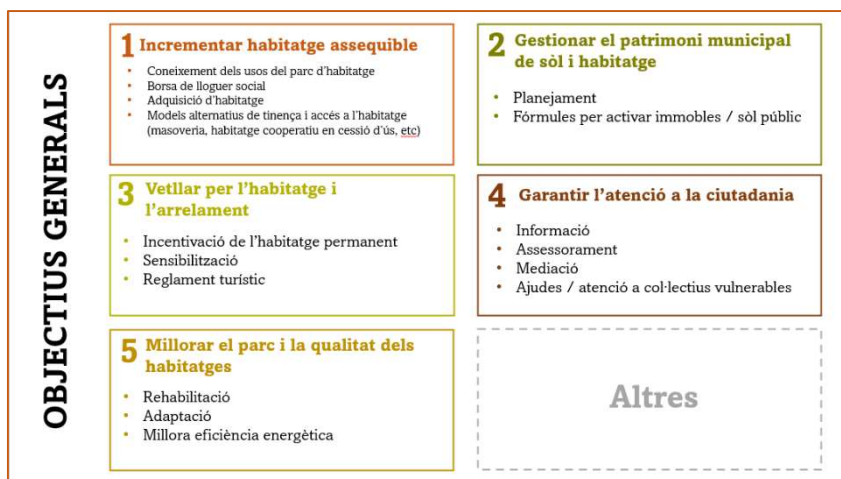 OBJECTIUS GENERALS
1 Incrementar habitatge assequible
• Coneixement dels usos del parc d'habitatge
• Borsa de lloguer social
• Adquisició d'habitatge
• Models alternatius de tinença i accés a l'habitatge
(masoveria, habitatge cooperatiu en cessió d'ús, etc)
2 Gestionar el patrimoni municipal
de sòl i habitatge
• Planejament
• Fórmules per activar immobles / sòl públic
3 Vetllar per l'habitatge i
l'arrelament
• Incentivació de l'habitatge permanent
• Sensibilització
• Reglament turístic
4 Garantir l'atenció a la ciutadania
• Informació
• Assessorament
• Mediació
• Ajudes / atenció a col·lectius vulnerables
5 Millorar el parc i la qualitat dels
habitatges
• Rehabilitació
• Adaptació
• Millora eficiència energètica
Altres